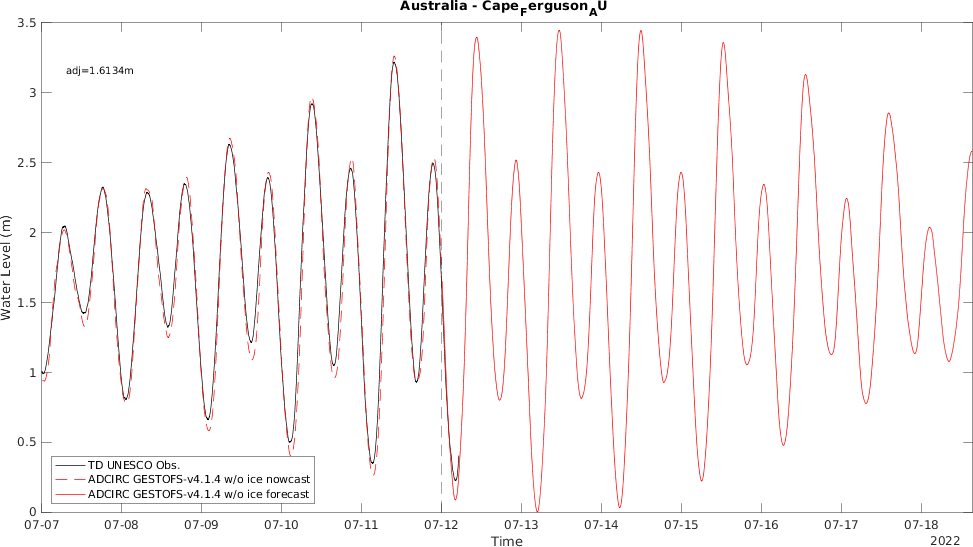 Australia - Cape_Ferguson_AU
3.5
adj=1.6134m
3
2.5
2
Water Level (m)
1.5
1
0.5
0
TD UNESCO Obs.
ADCIRC GESTOFS-v4.1.4 w/o ice nowcast
ADCIRC GESTOFS-v4.1.4 w/o ice forecast
07-07 07-08 07-09 07-10 07-11 07-12 07-13 07-14 07-15 07-16 07-17 07-18
Time
2022